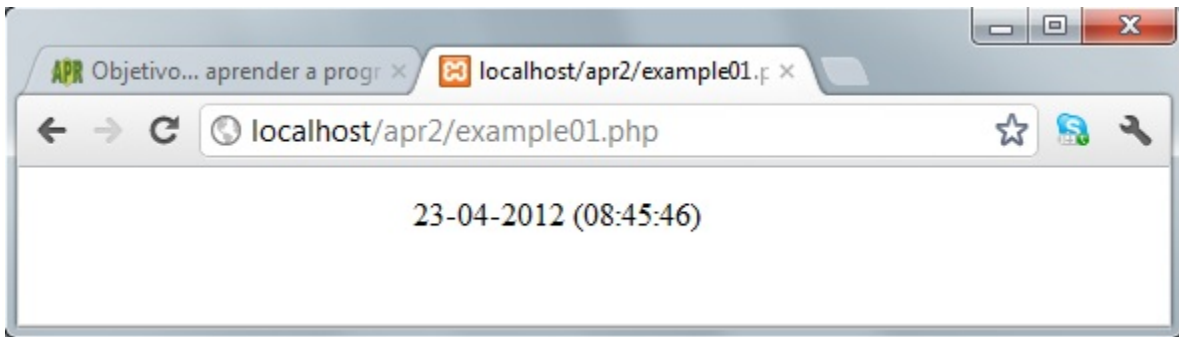 APR Objetivo... aprender a progr
localhost/apr2/example01.p
localhost/apr2/example01.php
23-04-2012 (08:45:46)